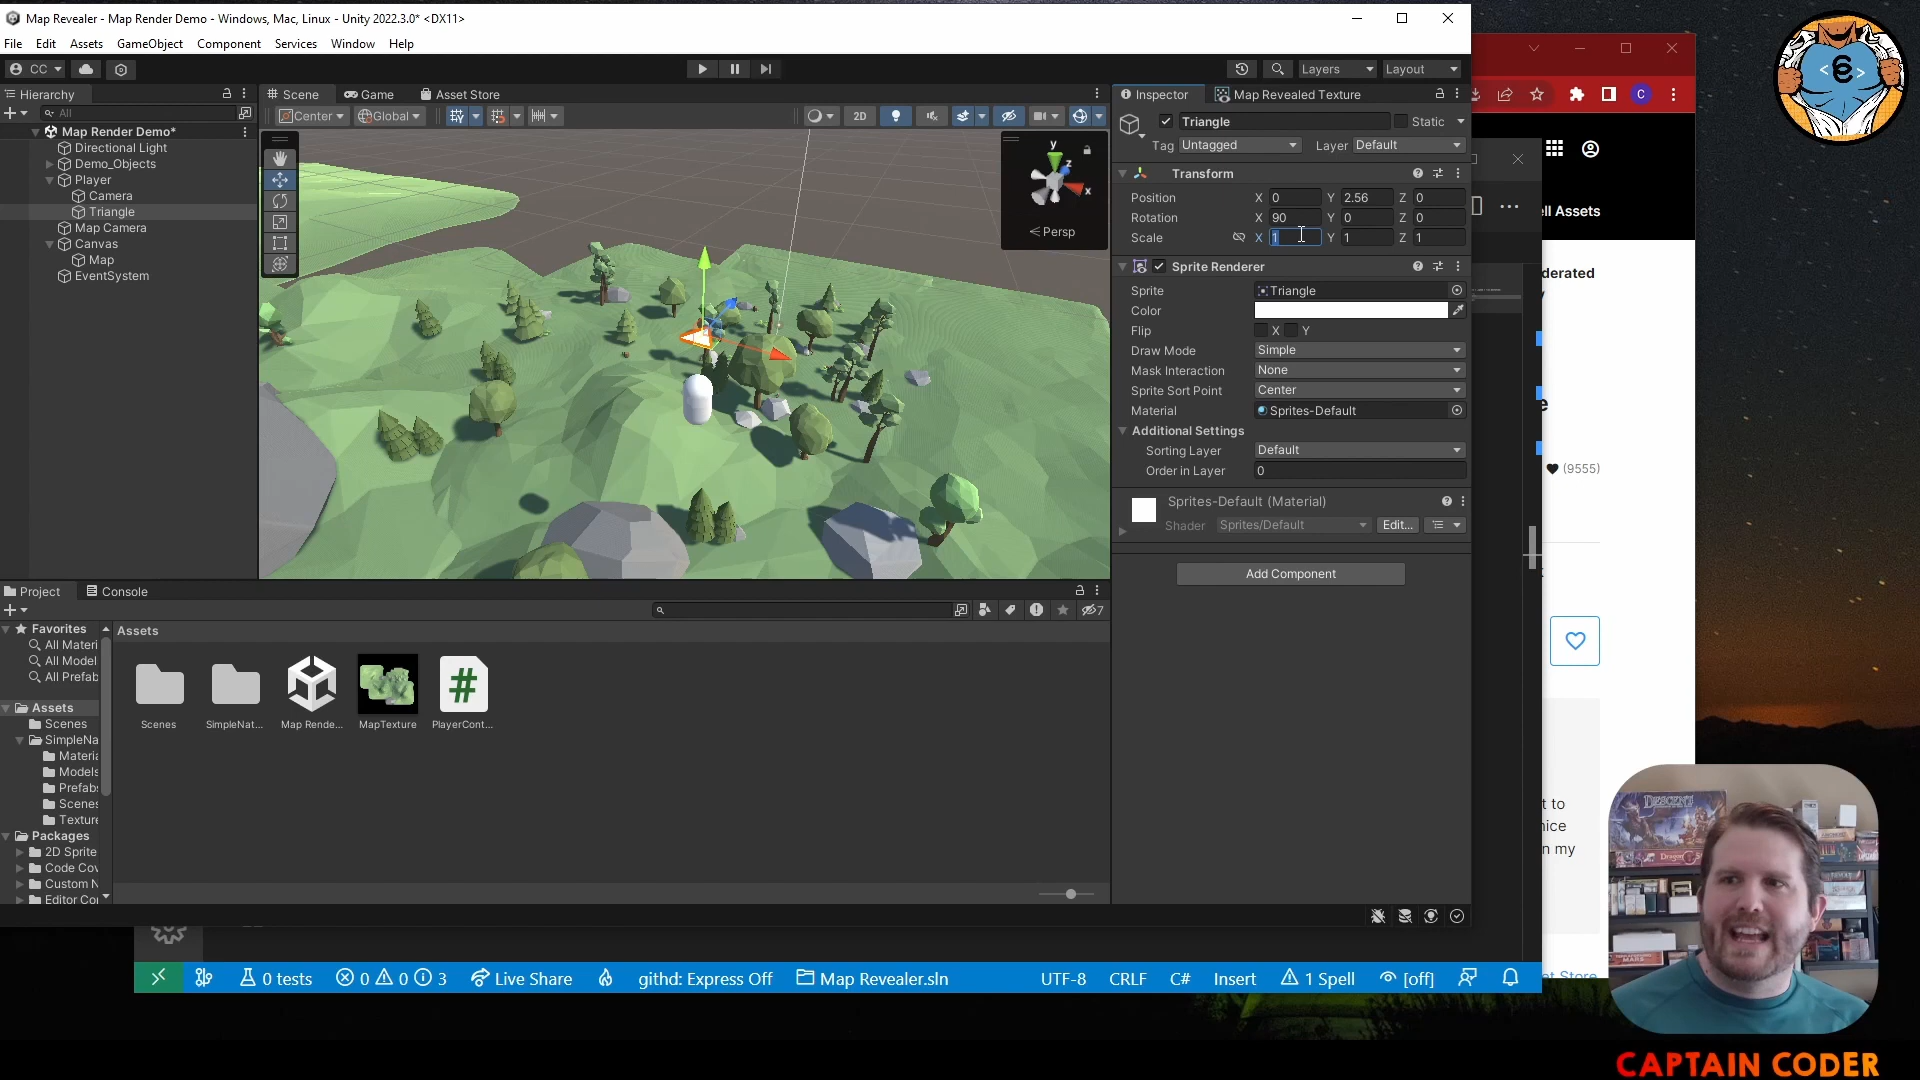 Map Revealer - Map Render Demo - Windows, Mac, Linux - Unity 2022.3.0* <DX11>
File Edit Assets GameObject Component Services Window Help
CC Layers Layout
Hierarchy Scene Game Asset Store Inspector Map Revealed Texture
All Center Global 2D
Map Render Demo*
Directional Light
Demo_Objects
Player
Camera
Triangle
Map Camera
Canvas
Map
EventSystem
y
z
x
Persp
Triangle Static
Tag Untagged Layer Default
Transform
Position X 0 Y 2.56 Z 0
Rotation X 90 Y 0 Z 0
Scale X 1 Y 1 Z 1
Sprite Renderer
Sprite Triangle
Color
Flip X Y
Draw Mode Simple
Mask Interaction None
Sprite Sort Point Center
Material Sprites-Default
Additional Settings
Sorting Layer Default
Order in Layer 0
Sprites-Default (Material)
Shader Sprites/Default Edit...
Add Component
Project Console
7
Favorites
All Materi
All Model
All Prefab
Assets
Scenes
SimpleNa
Materia
Models
Prefab
Scenes
Texture
Packages
2D Sprite
Code Cov
Custom N
Editor Co
Assets
Scenes SimpleNat... Map Rende... MapTexture PlayerCont...
C
ll Assets
derated
(9555)
t to
nice
n my
et Store
0 tests 0 0 3 Live Share githd: Express Off Map Revealer.sln UTF-8 CRLF C# Insert 1 Spell [off]
DESCENT
CAPTAIN CODER